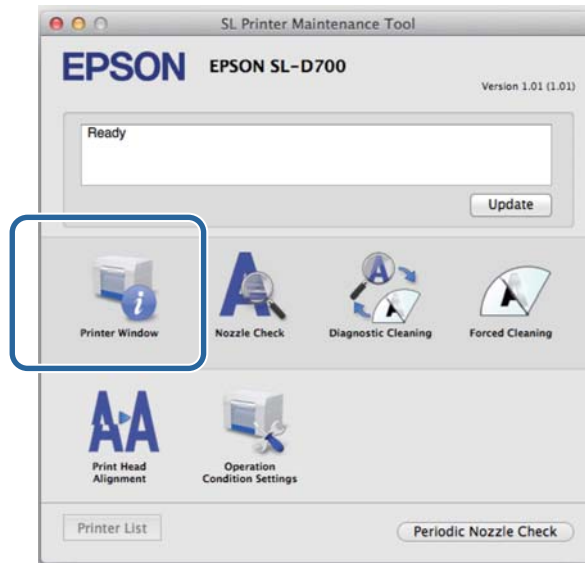 SL Printer Maintenance Tool
EPSON EPSON SL-D700
Version 1.01 (1.01)
Ready
Update
Printer Window Nozzle Check Diagnostic Cleaning Forced Cleaning
Print Head Operation
Alignment Condition Settings
Printer List Periodic Nozzle Check